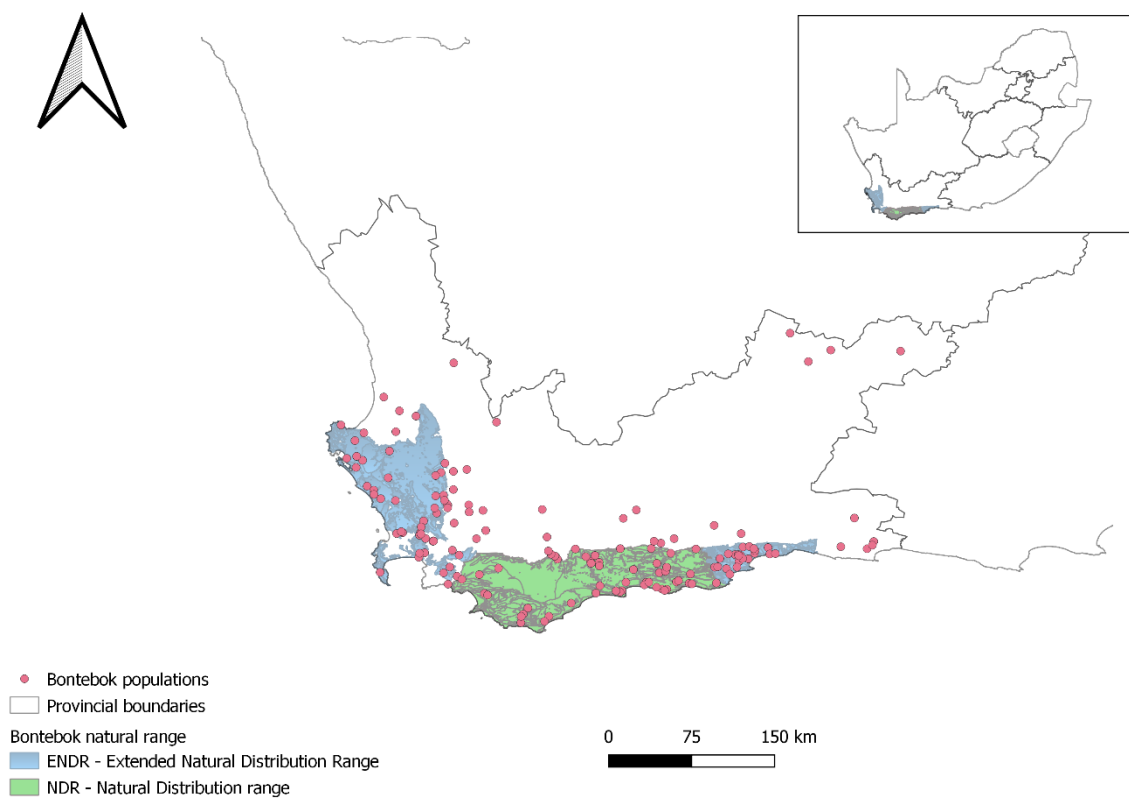 Bontebok populations
Provincial boundaries
Bontebok natural range
ENDR - Extended Natural Distribution Range
NDR - Natural Distribution range
0 75 150 km